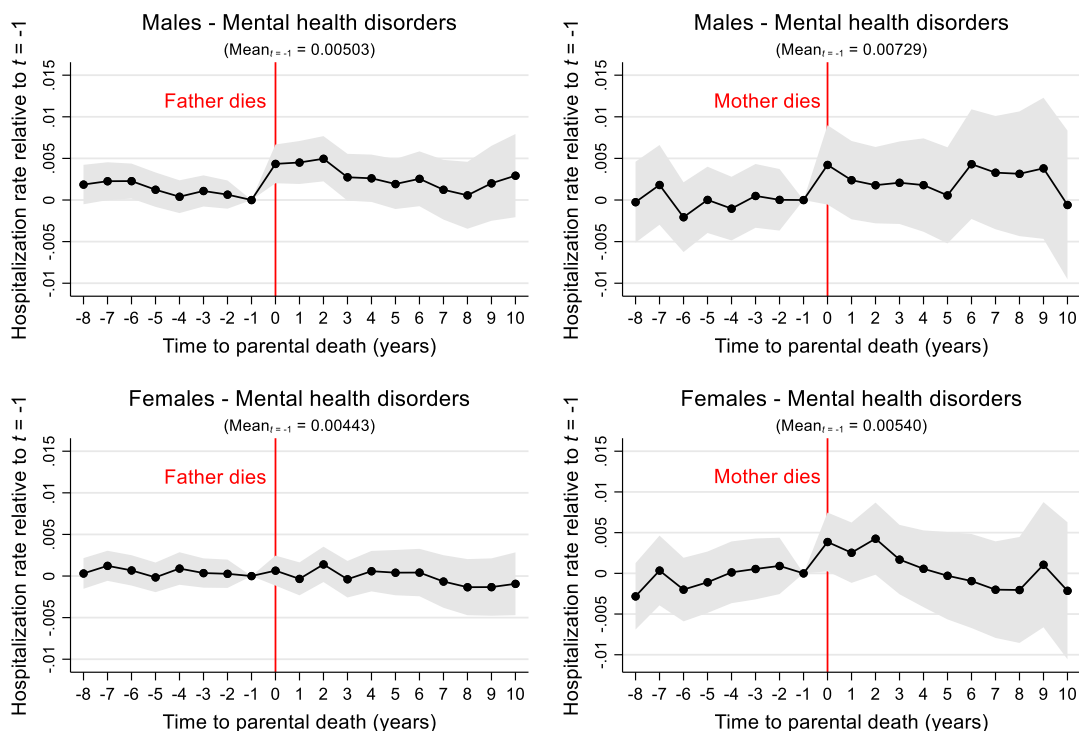 Males - Mental health disorders
(Mean t = -1 = 0.00503)
Hospitalization rate relative to t = -1
.015
.01
.005
0
-.005
-.01
Father dies
-8 -7 -6 -5 -4 -3 -2 -1 0 1 2 3 4 5 6 7 8 9 10
Time to parental death (years)
Males - Mental health disorders
(Mean t = -1 = 0.00729)
Hospitalization rate relative to t = -1
.015
.01
.005
0
-.005
-.01
Mother dies
-8 -7 -6 -5 -4 -3 -2 -1 0 1 2 3 4 5 6 7 8 9 10
Time to parental death (years)
Females - Mental health disorders
(Mean t = -1 = 0.00443)
Hospitalization rate relative to t = -1
.015
.01
.005
0
-.005
-.01
Father dies
-8 -7 -6 -5 -4 -3 -2 -1 0 1 2 3 4 5 6 7 8 9 10
Time to parental death (years)
Females - Mental health disorders
(Mean t = -1 = 0.00540)
Hospitalization rate relative to t = -1
.015
.01
.005
0
-.005
-.01
Mother dies
-8 -7 -6 -5 -4 -3 -2 -1 0 1 2 3 4 5 6 7 8 9 10
Time to parental death (years)